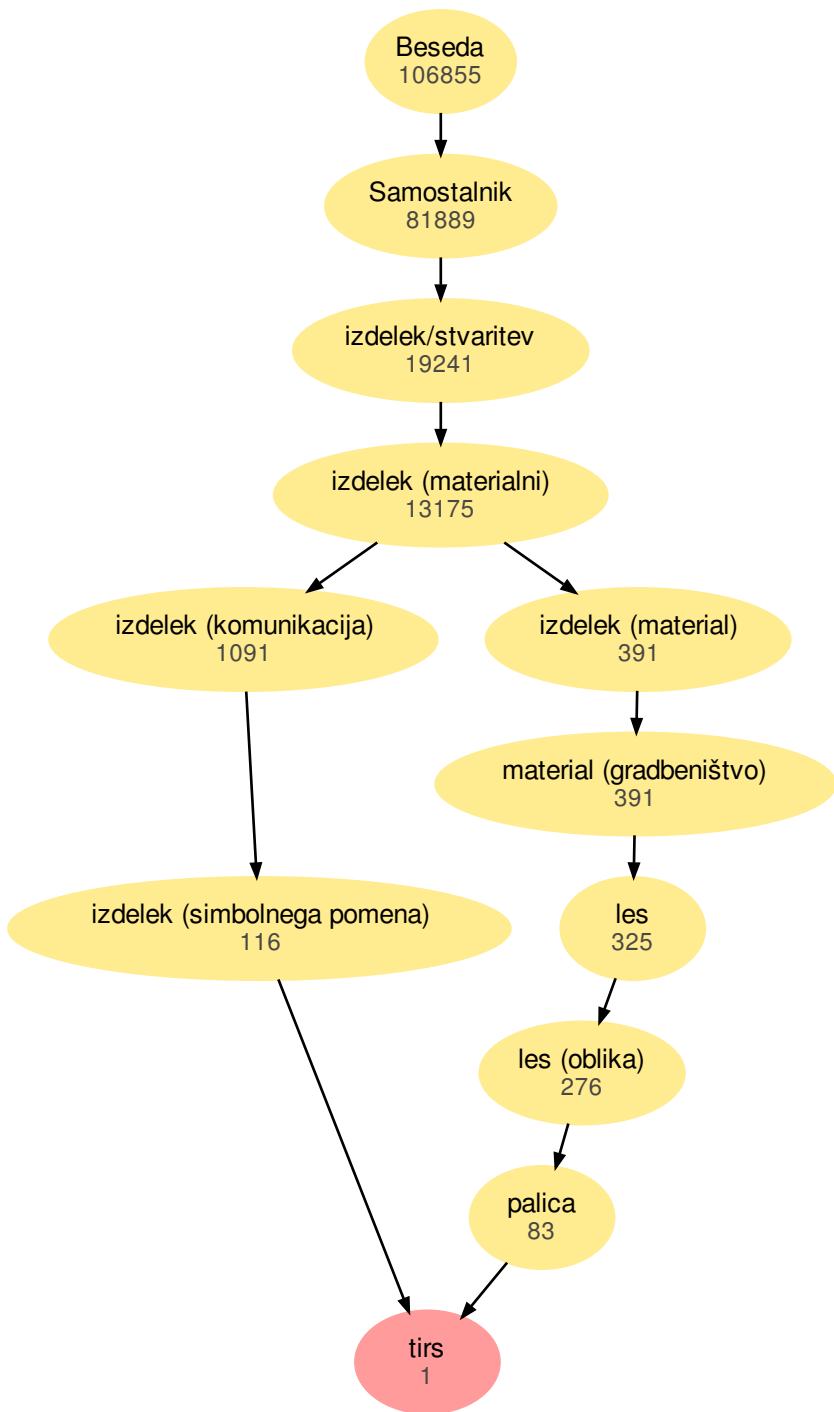 Beseda
106855
Samostalnik
81889
izdelek/stvaritev
19241
izdelek (materialni)
13175
izdelek (komunikacija)
1091
izdelek (material)
391
material (gradbeništvo)
391
izdelek (simbolnega pomena)
116
les
325
les (oblika)
276
palica
83
tirs
1